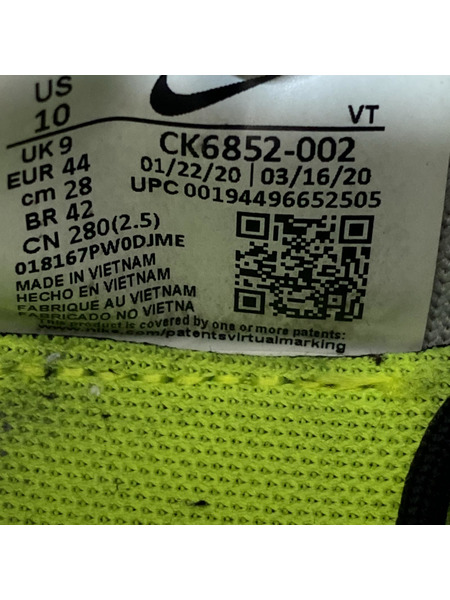 US
10
UK 9
EUR 44
cm 28
BR 42
CN 280(2.5)
018167PW0DJME
MADE IN VIETNAM
HECHO EN VIETNAM
FABRIQUE AU VIETNAM
FABRICADO NO VIETNA
VT
CK6852-002
01/22/20 | 03/16/20
UPC 00194496652505
This product is covered by one or more patents:
/patentsvirtualmarking